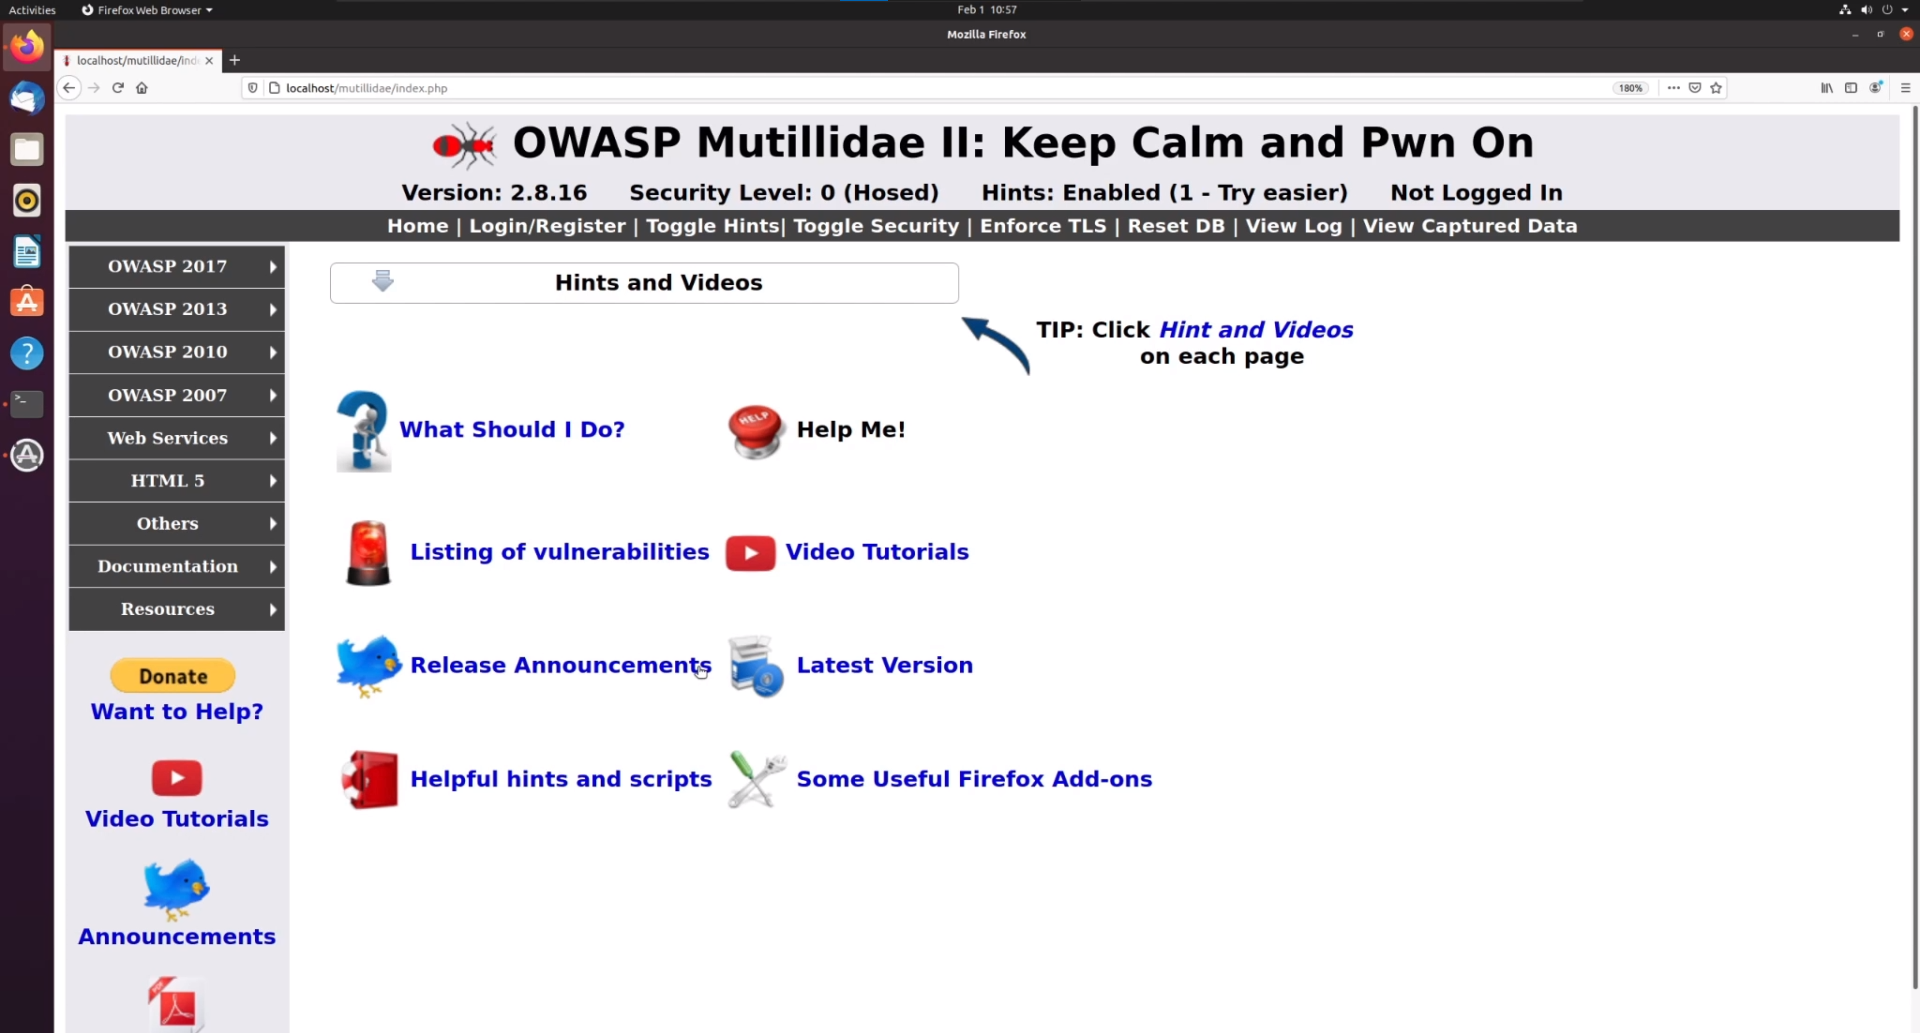 Activities
Firefox Web Browser
Feb 1 10:57
Mozilla Firefox
localhost/mutillidae/ind
localhost/mutillidae/index.php
180%
OWASP Mutillidae II: Keep Calm and Pwn On
Version: 2.8.16 Security Level: 0 (Hosed) Hints: Enabled (1 - Try easier) Not Logged In
Home | Login/Register | Toggle Hints| Toggle Security | Enforce TLS | Reset DB | View Log | View Captured Data
OWASP 2017
OWASP 2013
OWASP 2010
OWASP 2007
Web Services
HTML 5
Others
Documentation
Resources
Donate
Want to Help?
Video Tutorials
Announcements
PDF
Hints and Videos
TIP: Click Hint and Videos
on each page
What Should I Do?
HELP
Help Me!
Listing of vulnerabilities
Video Tutorials
Release Announcements
Latest Version
Helpful hints and scripts
Some Useful Firefox Add-ons